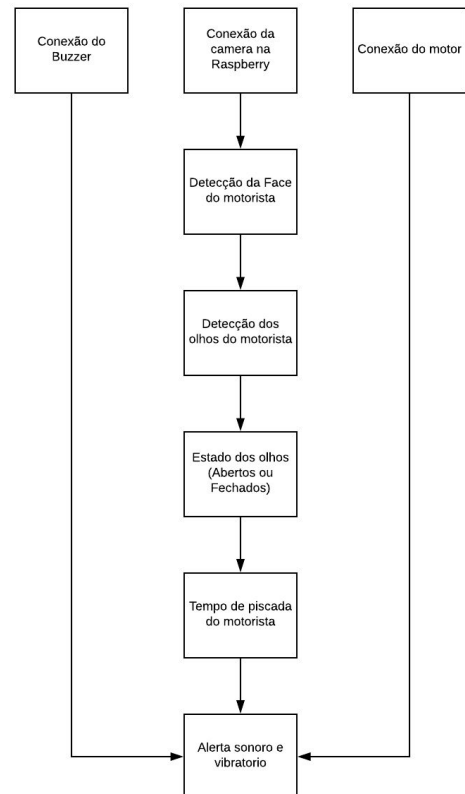 Conexão do
Buzzer
Conexão da
camera na
Raspberry
Conexão do motor
Detecção da Face
do motorista
Detecção dos
olhos do motorista
Estado dos olhos
(Abertos ou
Fechados)
Tempo de piscada
do motorista
Alerta sonoro e
vibratorio